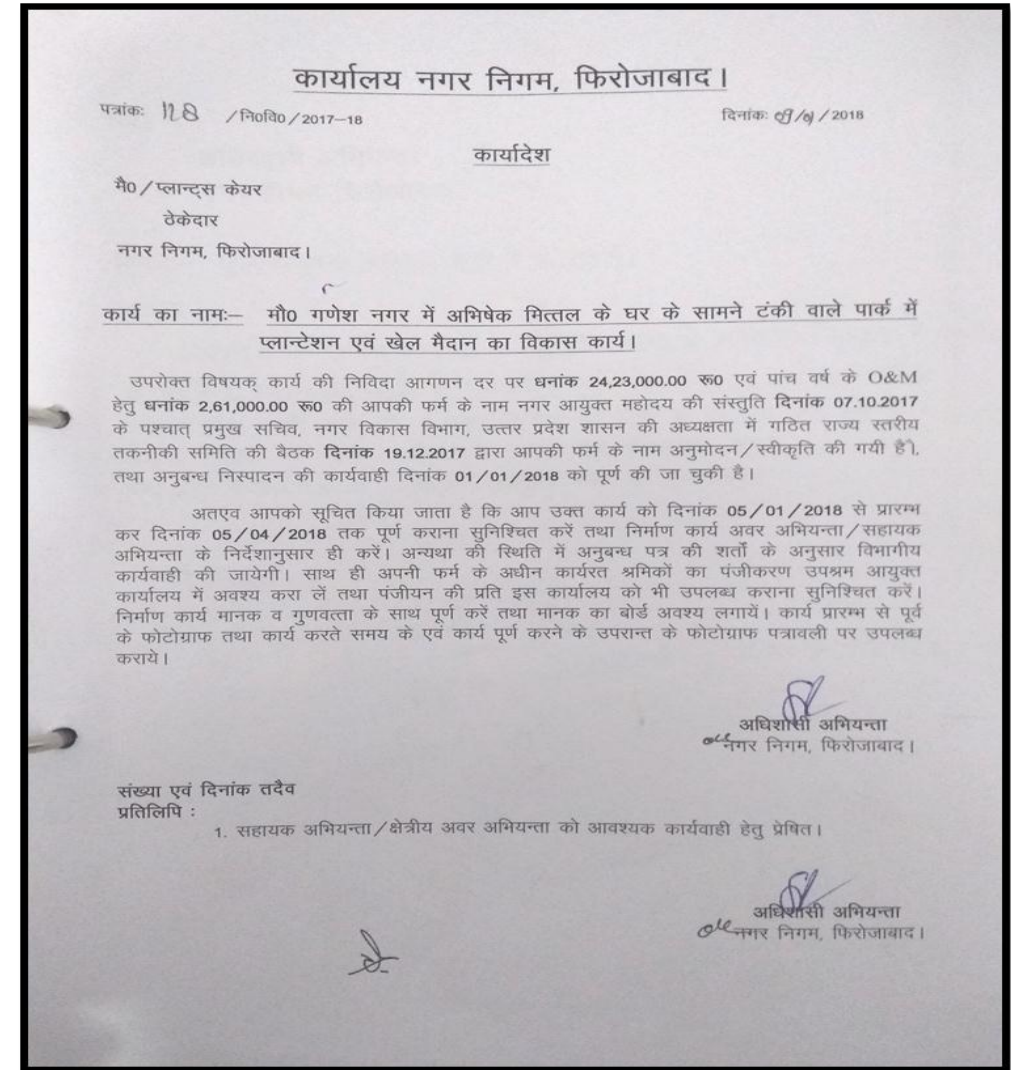 कार्यालय नगर निगम, फिरोजाबाद।
पत्रांकः 128 /नि0वि0/2017–18 दिनांकः /2018
कार्यादेश
मै0/प्लान्ट्स केयर
ठेकेदार
नगर निगम, फिरोजाबाद।
कार्य का नामः– मौ0 गणेश नगर में अभिषेक मित्तल के घर के सामने टंकी वाले पार्क में
प्लान्टेशन एवं खेल मैदान का विकास कार्य।
उपरोक्त विषयक् कार्य की निविदा आगणन दर पर धनांक 24,23,000.00 रू0 एवं पांच वर्ष के O&M
हेतु धनांक 2,61,000.00 रू0 की आपकी फर्म के नाम नगर आयुक्त महोदय की संस्तुति दिनांक 07.10.2017
के पश्चात् प्रमुख सचिव, नगर विकास विभाग, उत्तर प्रदेश शासन की अध्यक्षता में गठित राज्य स्तरीय
तकनीकी समिति की बैठक दिनांक 19.12.2017 द्वारा आपकी फर्म के नाम अनुमोदन/स्वीकृति की गयी है),
तथा अनुबन्ध निस्पादन की कार्यवाही दिनांक 01/01/2018 को पूर्ण की जा चुकी है।
अतएव आपको सूचित किया जाता है कि आप उक्त कार्य को दिनांक 05/01/2018 से प्रारम्भ
कर दिनांक 05/04/2018 तक पूर्ण कराना सुनिश्चित करें तथा निर्माण कार्य अवर अभियन्ता/सहायक
अभियन्ता के निर्देशानुसार ही करें। अन्यथा की स्थिति में अनुबन्ध पत्र की शर्तों के अनुसार विभागीय
कार्यवाही की जायेगी। साथ ही अपनी फर्म के अधीन कार्यरत श्रमिकों का पंजीकरण उपश्रम आयुक्त
कार्यालय में अवश्य करा लें तथा पंजीयन की प्रति इस कार्यालय को भी उपलब्ध कराना सुनिश्चित करें।
निर्माण कार्य मानक व गुणवत्ता के साथ पूर्ण करें तथा मानक का बोर्ड अवश्य लगायें। कार्य प्रारम्भ से पूर्व
के फोटोग्राफ तथा कार्य करते समय के एवं कार्य पूर्ण करने के उपरान्त के फोटोग्राफ पत्रावली पर उपलब्ध
कराये।
अधिशासी अभियन्ता
नगर निगम, फिरोजाबाद।
संख्या एवं दिनांक तदैव
प्रतिलिपि :
1. सहायक अभियन्ता/क्षेत्रीय अवर अभियन्ता को आवश्यक कार्यवाही हेतु प्रेषित।
अधिशासी अभियन्ता
नगर निगम, फिरोजाबाद।